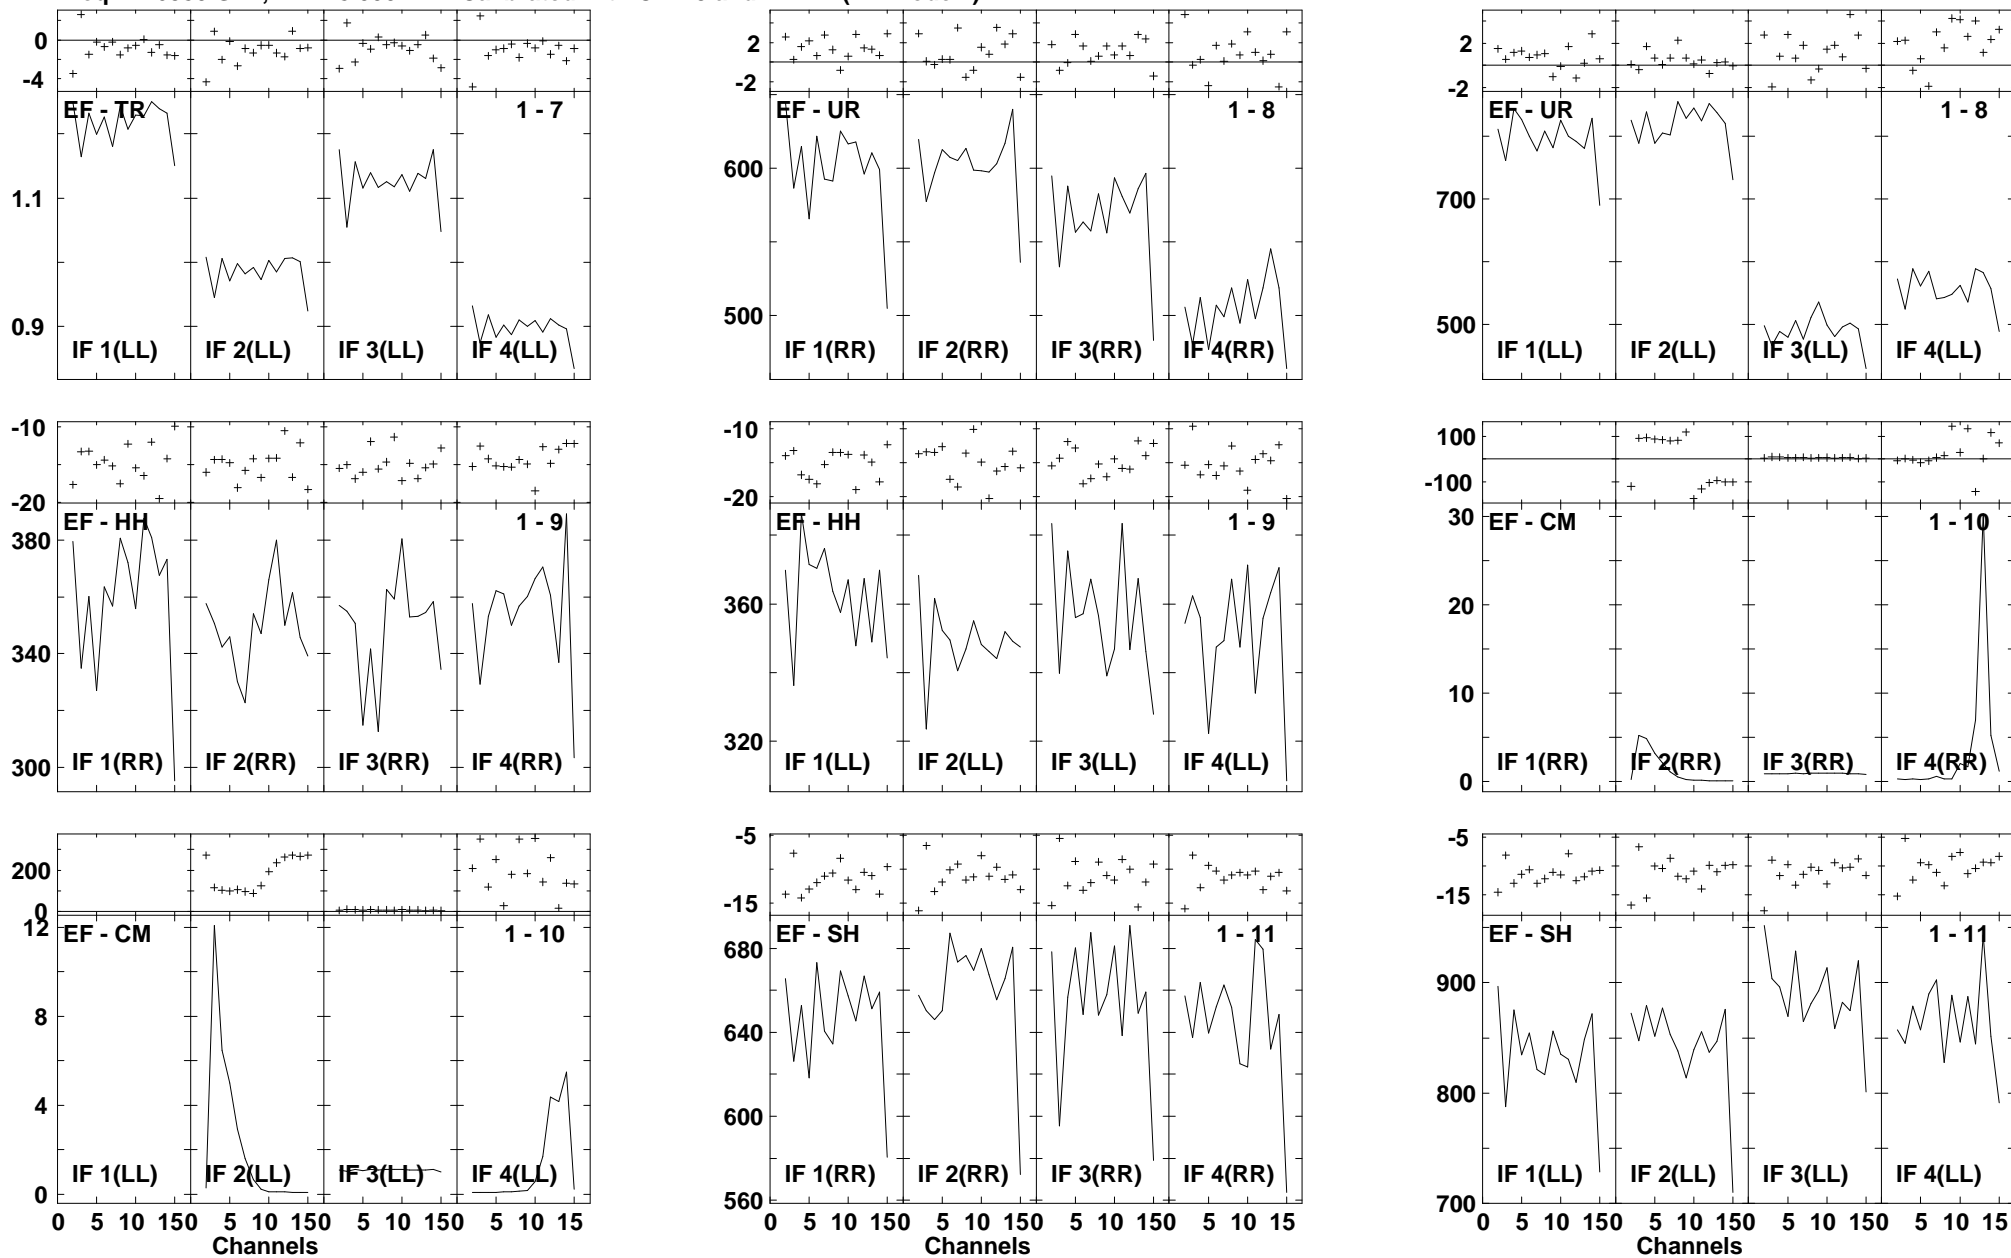 0
-4
EF - TR
1 - 7
1.1
0.9
IF 1(LL) IF 2(LL) IF 3(LL) IF 4(LL)
2
-2
EF - UR
1 - 8
600
500
IF 1(RR) IF 2(RR) IF 3(RR) IF 4(RR)
2
-2
EF - UR
1 - 8
700
500
IF 1(LL) IF 2(LL) IF 3(LL) IF 4(LL)
-10
-20
EF - HH
1 - 9
380
340
300
IF 1(RR) IF 2(RR) IF 3(RR) IF 4(RR)
-10
-20
EF - HH
1 - 9
360
320
IF 1(LL) IF 2(LL) IF 3(LL) IF 4(LL)
100
-100
EF - CM
1 - 10
30
20
10
0
IF 1(RR) IF 2(RR) IF 3(RR) IF 4(RR)
200
0
EF - CM
1 - 10
12
8
4
0
IF 1(LL) IF 2(LL) IF 3(LL) IF 4(LL)
0 5 10 150 5 10 150 5 10 150 5 10 15
Channels
-5
-15
EF - SH
1 - 11
680
640
600
560
IF 1(RR) IF 2(RR) IF 3(RR) IF 4(RR)
0 5 10 150 5 10 150 5 10 150 5 10 15
Channels
-5
-15
EF - SH
1 - 11
900
800
700
IF 1(LL) IF 2(LL) IF 3(LL) IF 4(LL)
0 5 10 150 5 10 150 5 10 150 5 10 15
Channels